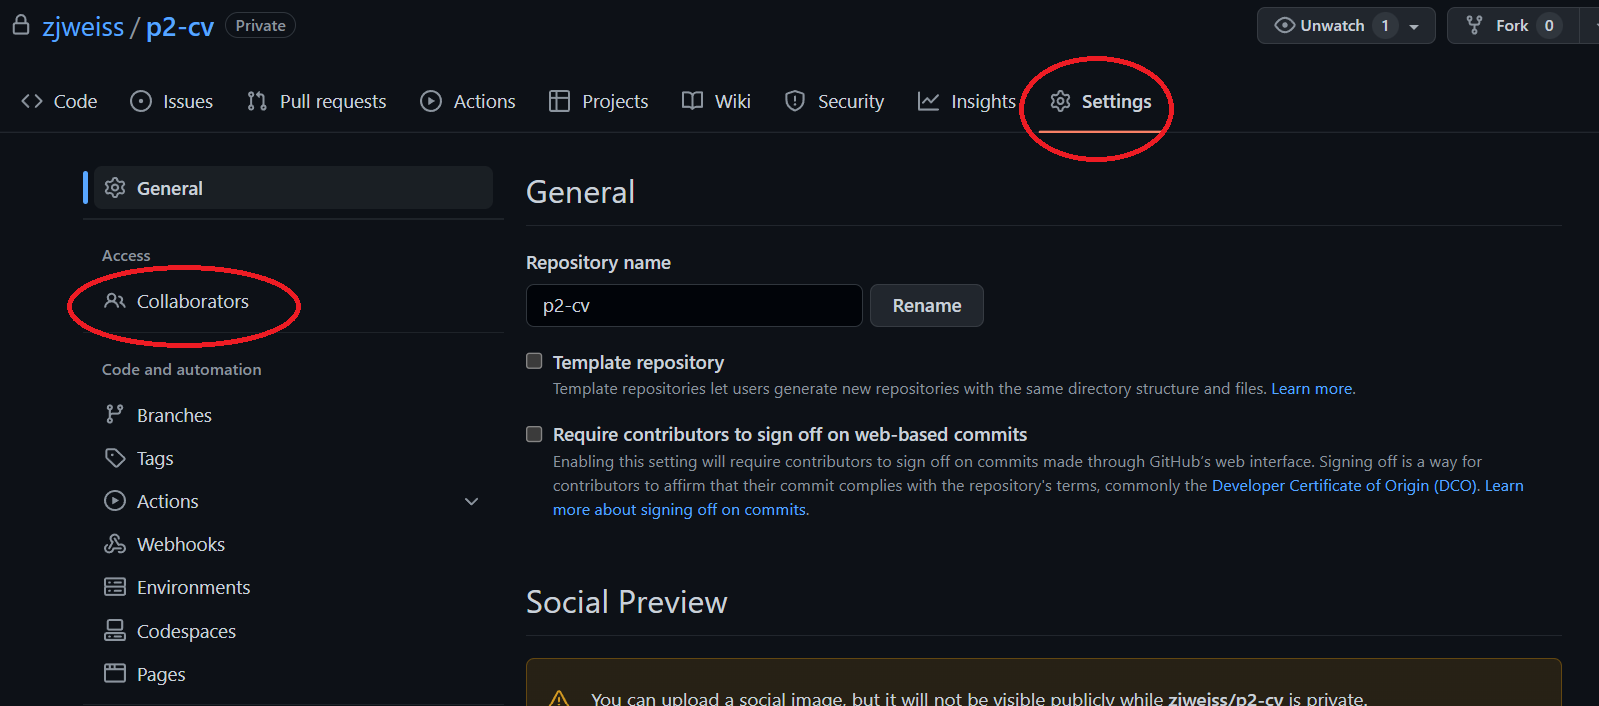 zjweiss / p2-cv Private
Unwatch 1
Fork 0
Code Issues Pull requests Actions Projects Wiki Security Insights Settings
General
Access
Collaborators
Code and automation
Branches
Tags
Actions
Webhooks
Environments
Codespaces
Pages
General
Repository name
p2-cv Rename
Template repository
Template repositories let users generate new repositories with the same directory structure and files. Learn more.
Require contributors to sign off on web-based commits
Enabling this setting will require contributors to sign off on commits made through GitHub's web interface. Signing off is a way for
contributors to affirm that their commit complies with the repository's terms, commonly the Developer Certificate of Origin (DCO). Learn
more about signing off on commits.
Social Preview
You can upload a social image, but it will not be visible publicly while zjweiss/p2-cv is private.